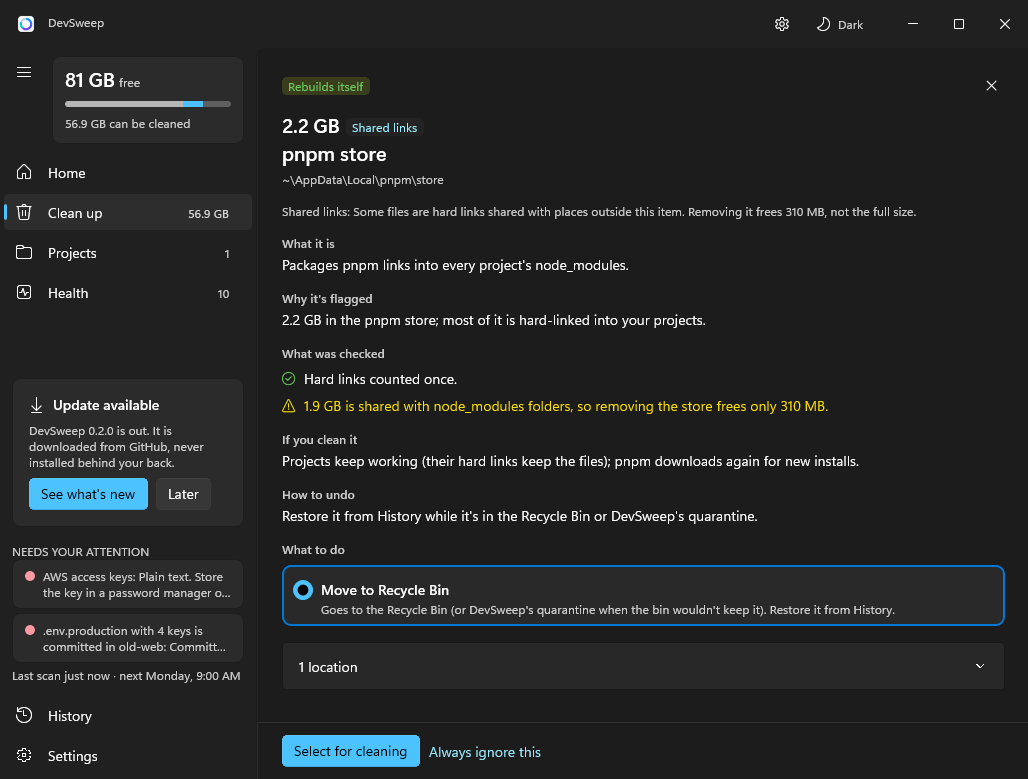 DevSweep
Dark
81 GB free
56.9 GB can be cleaned
Home
Clean up 56.9 GB
Projects 1
Health 10
Update available
DevSweep 0.2.0 is out. It is
downloaded from GitHub, never
installed behind your back.
See what's new
Later
NEEDS YOUR ATTENTION
AWS access keys: Plain text. Store
the key in a password manager o...
.env.production with 4 keys is
committed in old-web: Committ...
Last scan just now · next Monday, 9:00 AM
History
Settings
Rebuilds itself
2.2 GB Shared links
pnpm store
~\AppData\Local\pnpm\store
Shared links: Some files are hard links shared with places outside this item. Removing it frees 310 MB, not the full size.
What it is
Packages pnpm links into every project's node_modules.
Why it's flagged
2.2 GB in the pnpm store; most of it is hard-linked into your projects.
What was checked
Hard links counted once.
1.9 GB is shared with node_modules folders, so removing the store frees only 310 MB.
If you clean it
Projects keep working (their hard links keep the files); pnpm downloads again for new installs.
How to undo
Restore it from History while it's in the Recycle Bin or DevSweep's quarantine.
What to do
Move to Recycle Bin
Goes to the Recycle Bin (or DevSweep's quarantine when the bin wouldn't keep it). Restore it from History.
1 location
Select for cleaning
Always ignore this